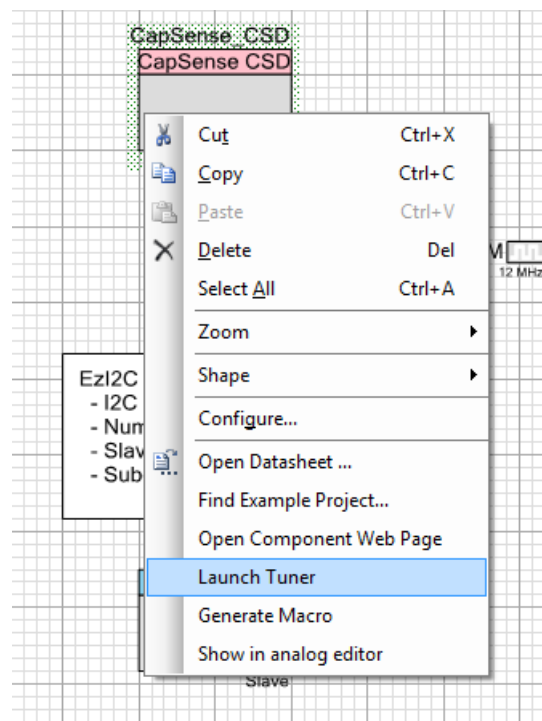 CapSense_CSD
CapSense CSD
Cut Ctrl+X
Copy Ctrl+C
Paste Ctrl+V
Delete Del
Select All Ctrl+A
Zoom
Shape
Configure...
Open Datasheet ...
Find Example Project...
Open Component Web Page
Launch Tuner
Generate Macro
Show in analog editor
12 MHz
EzI2C
- I2C
- Num
- Slav
- Sub
Slave